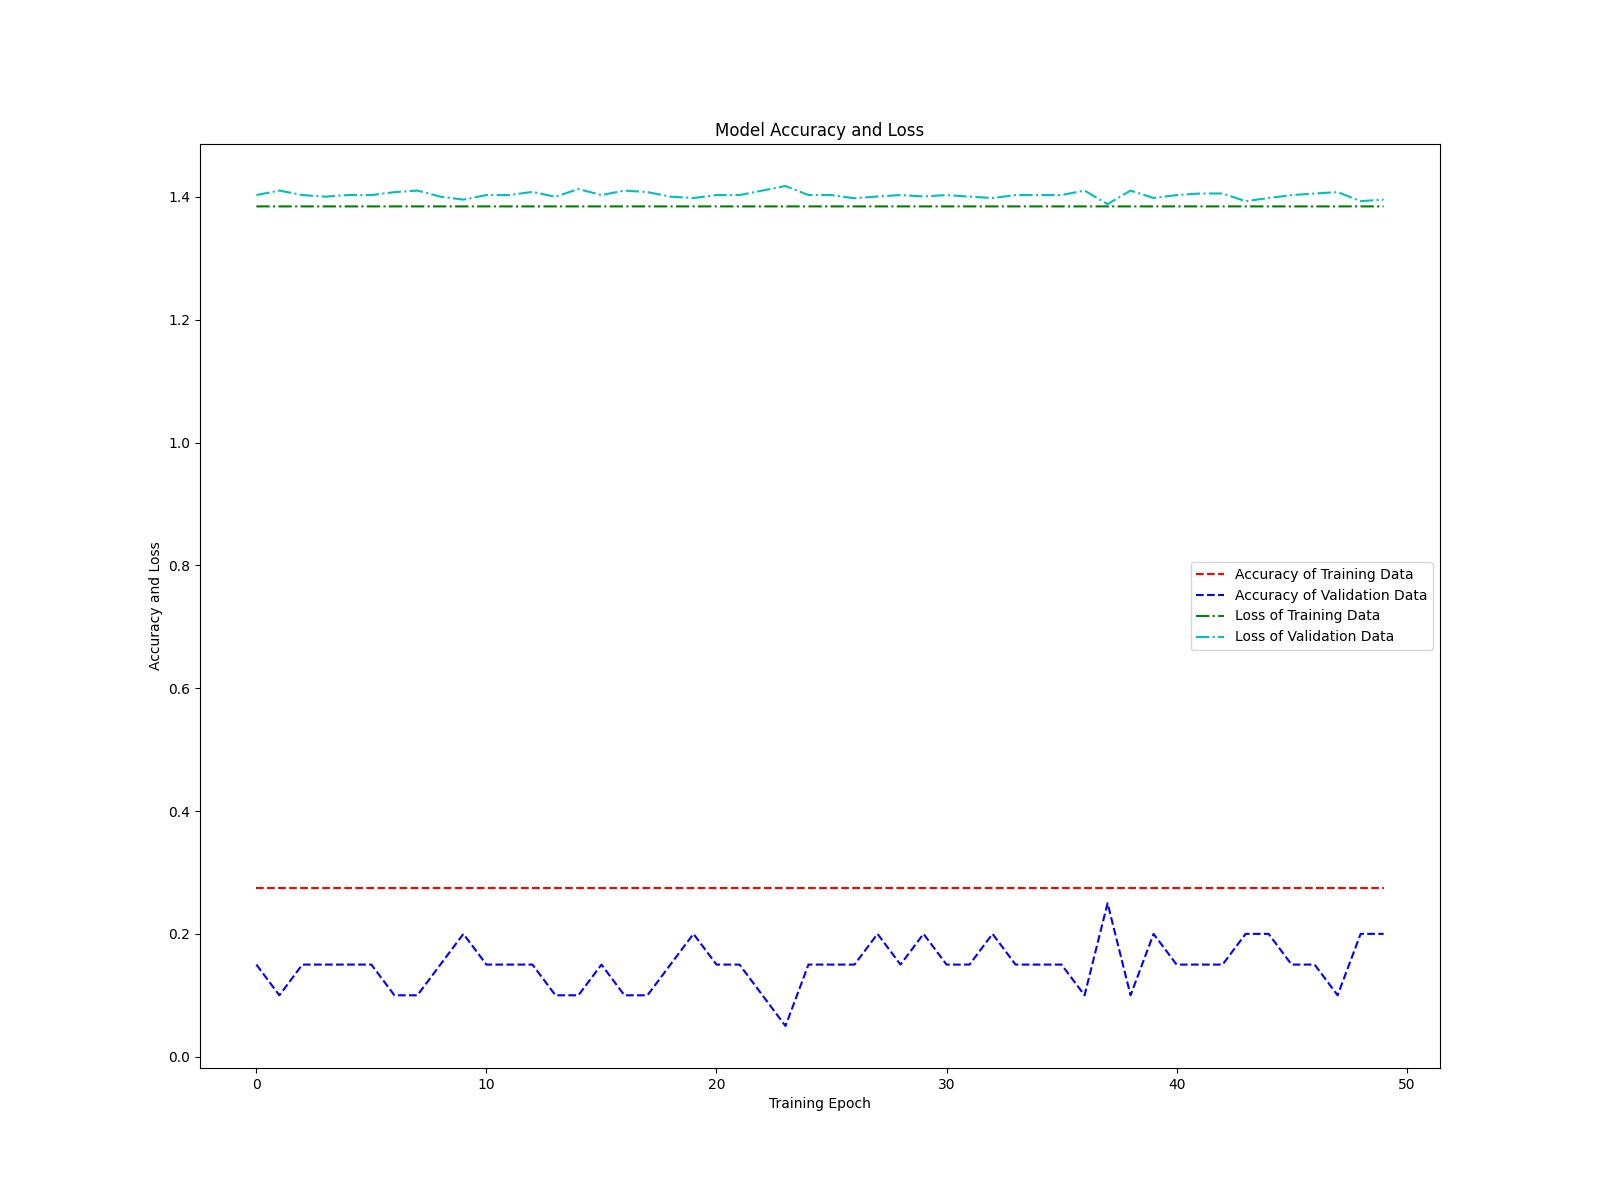 Model Accuracy and Loss
1.4
1.2
1.0
0.8
0.6
0.4
0.2
0.0
Accuracy and Loss
Accuracy of Training Data
Accuracy of Validation Data
Loss of Training Data
Loss of Validation Data
0 10 20 30 40 50
Training Epoch